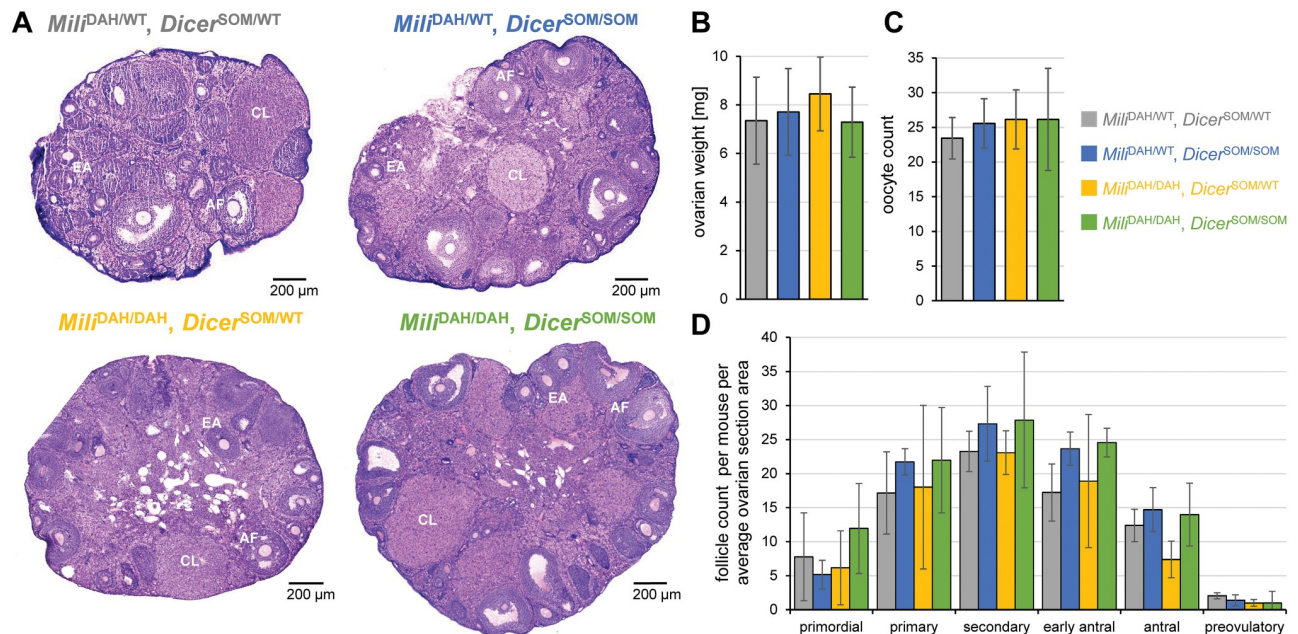 A
Mili^DAH/WT, Dicer^SOM/WT
CL
EA
AF
200 µm
Mili^DAH/WT, Dicer^SOM/SOM
AF
EA
CL
200 µm
Mili^DAH/DAH, Dicer^SOM/WT
EA
AF
CL
200 µm
Mili^DAH/DAH, Dicer^SOM/SOM
EA
AF
CL
200 µm
B
ovarian weight [mg]
10
8
6
4
2
0
C
oocyte count
35
30
25
20
15
10
5
0
Mili^DAH/WT, Dicer^SOM/WT
Mili^DAH/WT, Dicer^SOM/SOM
Mili^DAH/DAH, Dicer^SOM/WT
Mili^DAH/DAH, Dicer^SOM/SOM
D
follicle count per mouse per
average ovarian section area
40
35
30
25
20
15
10
5
0
primordial
primary
secondary
early antral
antral
preovulatory